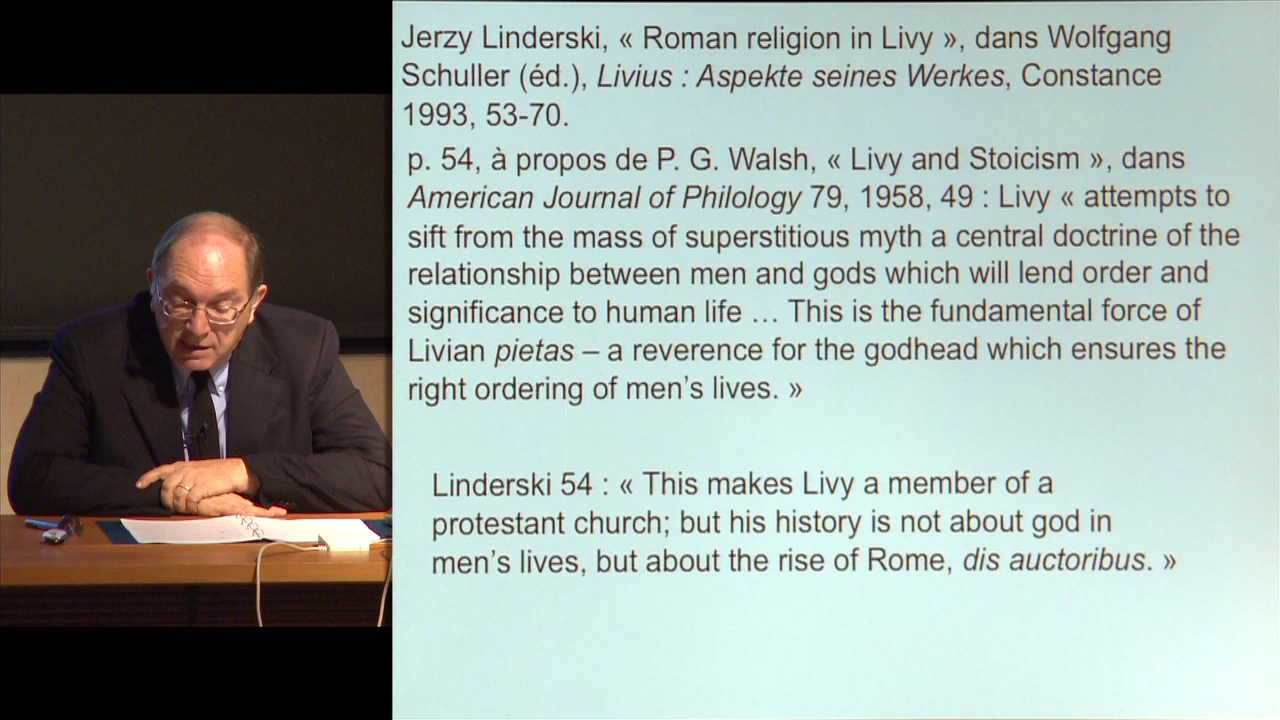 Jerzy Linderski, « Roman religion in Livy », dans Wolfgang
Schuller (éd.), Livius : Aspekte seines Werkes, Constance
1993, 53-70.
p. 54, à propos de P. G. Walsh, « Livy and Stoicism », dans
American Journal of Philology 79, 1958, 49 : Livy « attempts to
sift from the mass of superstitious myth a central doctrine of the
relationship between men and gods which will lend order and
significance to human life … This is the fundamental force of
Livian pietas – a reverence for the godhead which ensures the
right ordering of men’s lives. »
Linderski 54 : « This makes Livy a member of a
protestant church; but his history is not about god in
men’s lives, but about the rise of Rome, dis auctoribus. »